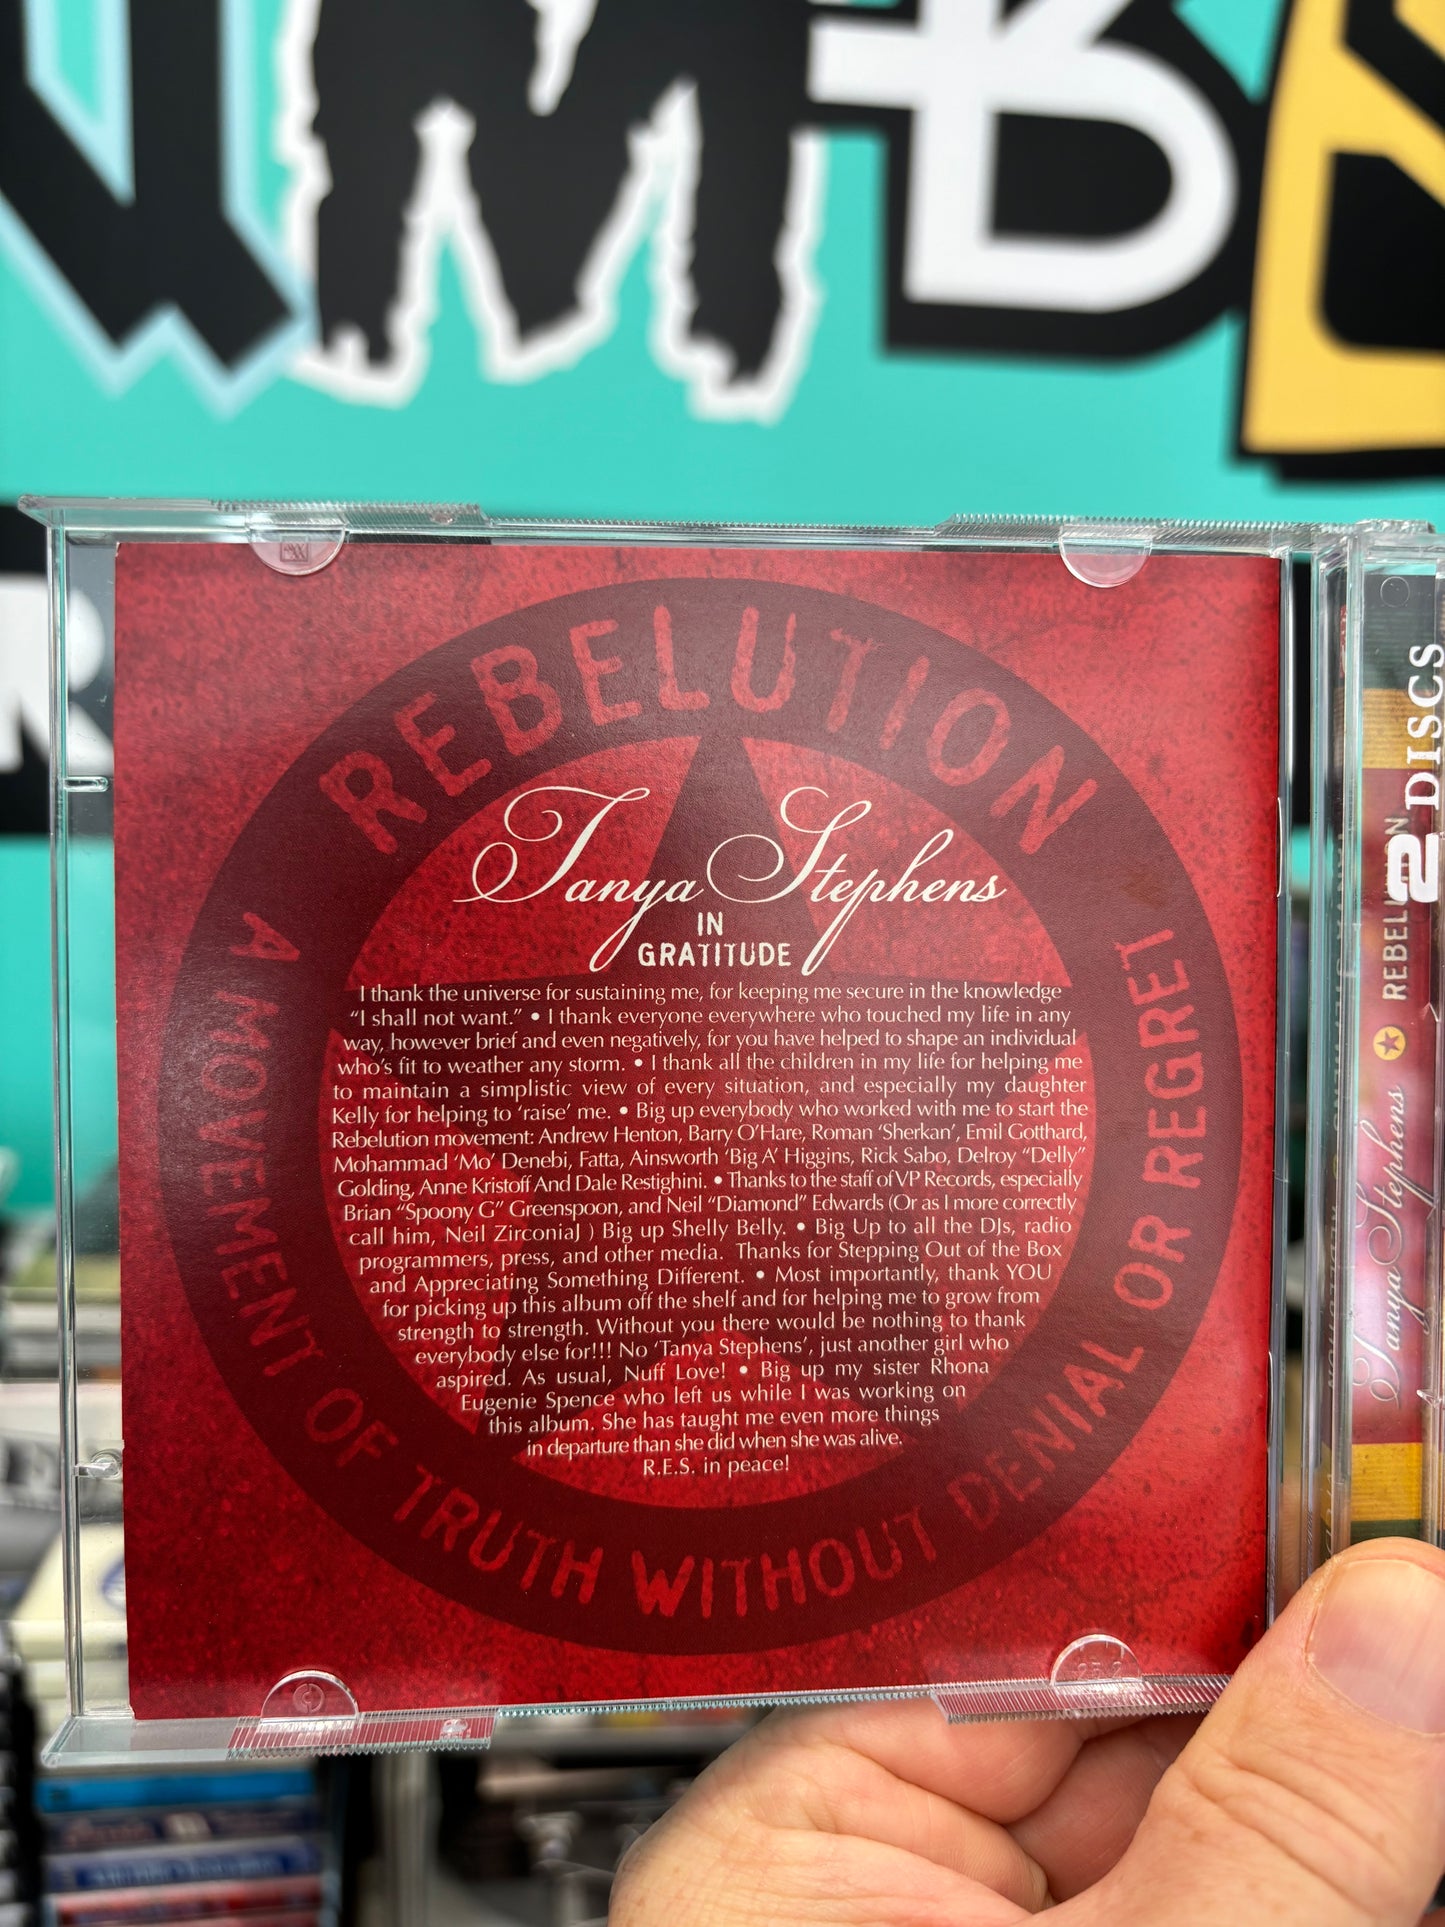 REBELUTION
A MOVEMENT OF TRUTH WITHOUT DENIAL OR REGRET
Tanya Stephens
IN
GRATITUDE
I thank the universe for sustaining me, for keeping me secure in the knowledge
“I shall not want.” • I thank everyone everywhere who touched my life in any
way, however brief and even negatively, for you have helped to shape an individual
who’s fit to weather any storm. • I thank all the children in my life for helping me
to maintain a simplistic view of every situation, and especially my daughter
Kelly for helping to ‘raise’ me. • Big up everybody who worked with me to start the
Rebelution movement: Andrew Henton, Barry O’Hare, Roman ‘Sherkan’, Emil Gotthard,
Mohammad ‘Mo’ Denebi, Fatta, Ainsworth ‘Big A’ Higgins, Rick Sabo, Delroy “Delly”
Golding, Anne Kristoff And Dale Restighini. • Thanks to the staff of VP Records, especially
Brian “Spoony G” Greenspoon, and Neil “Diamond” Edwards (Or as I more correctly
call him, Neil ZirconiaJ ) Big up Shelly Belly. • Big Up to all the DJs, radio
programmers, press, and other media. Thanks for Stepping Out of the Box
and Appreciating Something Different. • Most importantly, thank YOU
for picking up this album off the shelf and for helping me to grow from
strength to strength. Without you there would be nothing to thank
everybody else for!!! No ‘Tanya Stephens’, just another girl who
aspired. As usual, Nuff Love! • Big up my sister Rhona
Eugenie Spence who left us while I was working on
this album. She has taught me even more things
in departure than she did when she was alive.
R.E.S. in peace!
2 DISCS
Tanya Stephens REBELUTION